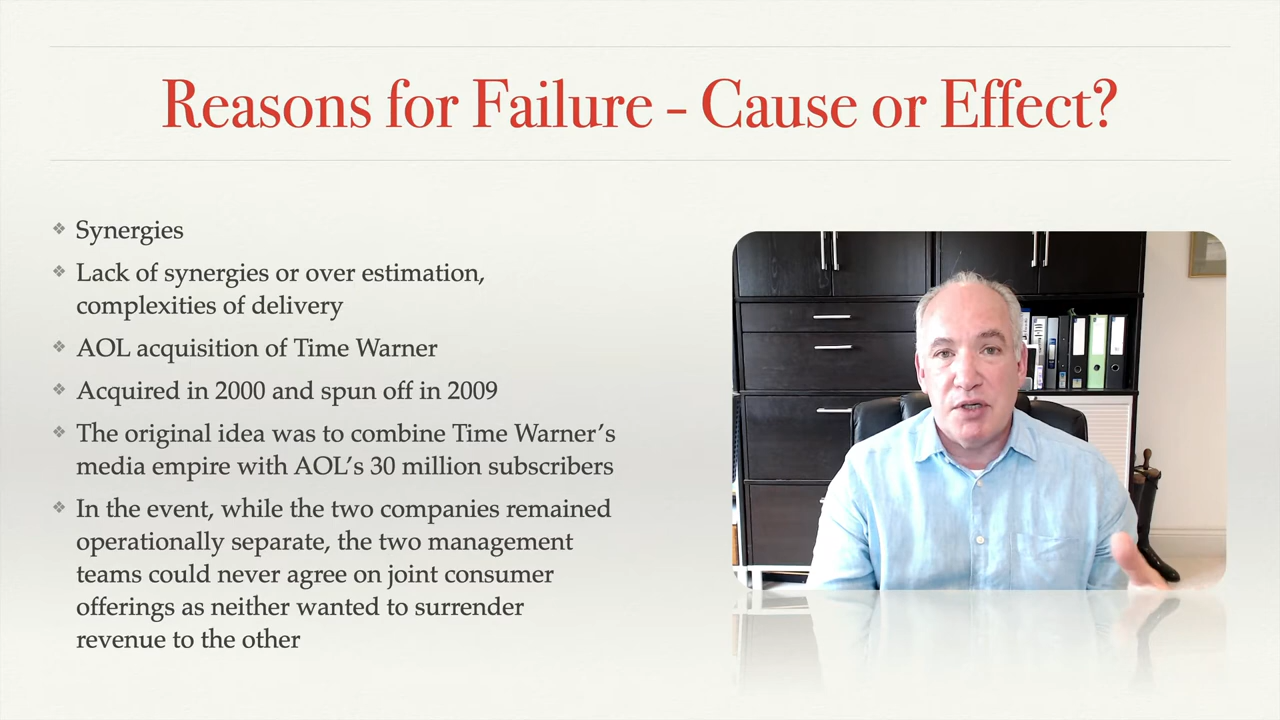 Reasons for Failure - Cause or Effect?
Synergies
Lack of synergies or over estimation,
complexities of delivery
AOL acquisition of Time Warner
Acquired in 2000 and spun off in 2009
The original idea was to combine Time Warner’s
media empire with AOL’s 30 million subscribers
In the event, while the two companies remained
operationally separate, the two management
teams could never agree on joint consumer
offerings as neither wanted to surrender
revenue to the other